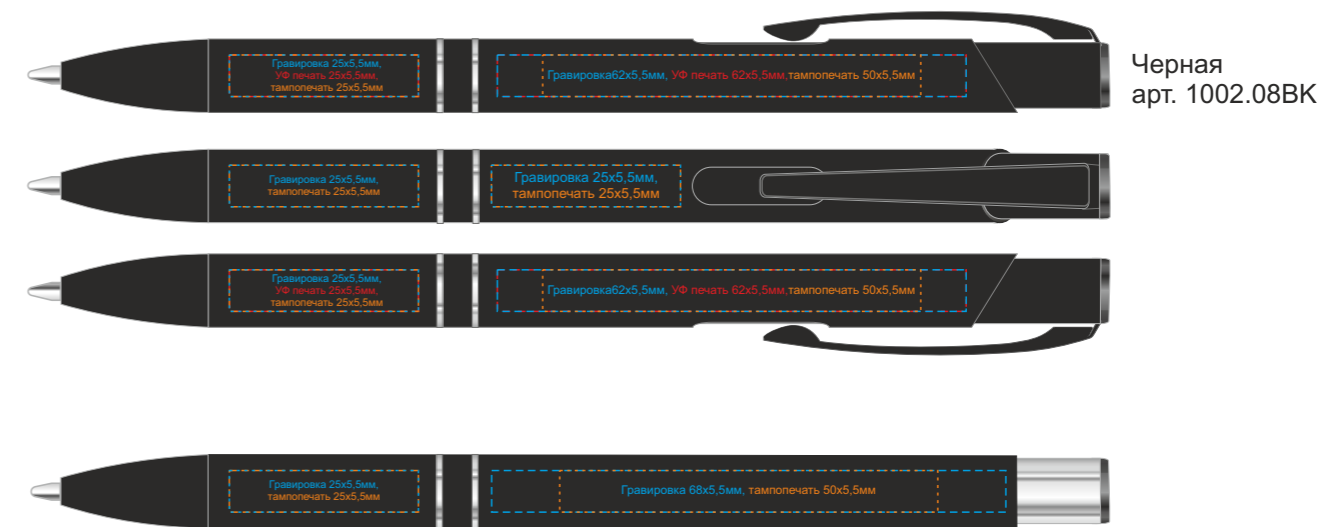 Гравировка 25х5,5мм,
УФ печать 25х5,5мм,
тампопечать 25х5,5мм
Гравировка62х5,5мм, УФ печать 62х5,5мм,тампопечать 50х5,5мм
Черная
арт. 1002.08BK
Гравировка 25х5,5мм,
тампопечать 25х5,5мм
Гравировка 25х5,5мм,
тампопечать 25х5,5мм
Гравировка 25х5,5мм,
УФ печать 25х5,5мм,
тампопечать 25х5,5мм
Гравировка62х5,5мм, УФ печать 62х5,5мм,тампопечать 50х5,5мм
Гравировка 25х5,5мм,
тампопечать 25х5,5мм
Гравировка 68х5,5мм, тампопечать 50х5,5мм